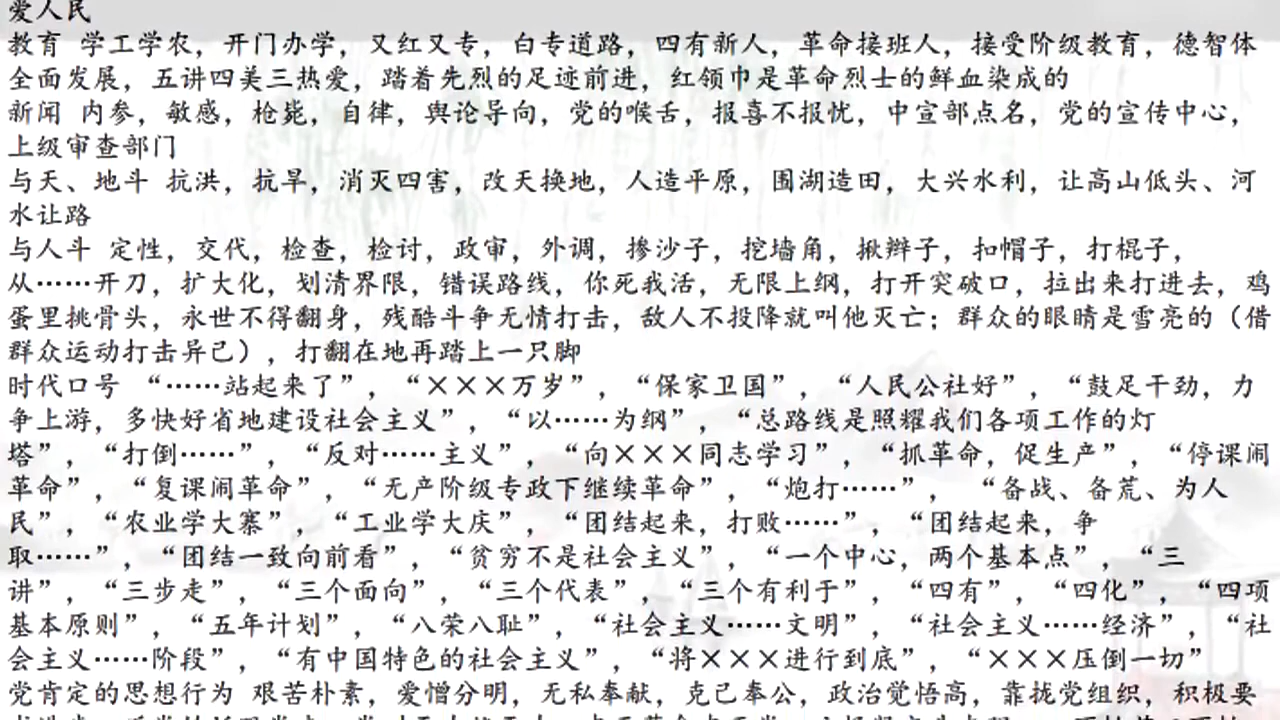 爱人民
教育 学工学农，开门办学，又红又专，白专道路，四有新人，革命接班人，接受阶级教育，德智体
全面发展，五讲四美三热爱，踏着先烈的足迹前进，红领巾是革命烈士的鲜血染成的
新闻 内参，敏感，枪毙，自律，舆论导向，党的喉舌，报喜不报忧，中宣部点名，党的宣传中心，
上级审查部门
与天、地斗 抗洪，抗旱，消灭四害，改天换地，人造平原，围湖造田，大兴水利，让高山低头、河
水让路
与人斗 定性，交代，检查，检讨，政审，外调，掺沙子，挖墙角，揪辫子，扣帽子，打棍子，
从……开刀，扩大化，划清界限，错误路线，你死我活，无限上纲，打开突破口，拉出来打进去，鸡
蛋里挑骨头，永世不得翻身，残酷斗争无情打击，敌人不投降就叫他灭亡；群众的眼睛是雪亮的（借
群众运动打击异己），打翻在地再踏上一只脚
时代口号 “……站起来了”，“×××万岁”，“保家卫国”，“人民公社好”，“鼓足干劲，力
争上游，多快好省地建设社会主义”，“以……为纲”，“总路线是照耀我们各项工作的灯
塔”，“打倒……”，“反对……主义”，“向×××同志学习”，“抓革命，促生产”，“停课闹
革命”，“复课闹革命”，“无产阶级专政下继续革命”，“炮打……”，“备战、备荒、为人
民”，“农业学大寨”，“工业学大庆”，“团结起来，打败……”，“团结起来，争
取……”，“团结一致向前看”，“贫穷不是社会主义”，“一个中心，两个基本点”，“三
讲”，“三步走”，“三个面向”，“三个代表”，“三个有利于”，“四有”，“四化”，“四项
基本原则”，“五年计划”，“八荣八耻”，“社会主义……文明”，“社会主义……经济”，“社
会主义……阶段”，“有中国特色的社会主义”，“将×××进行到底”，“×××压倒一切”
党肯定的思想行为 艰苦朴素，爱憎分明，无私奉献，克己奉公，政治觉悟高，靠拢党组织，积极要